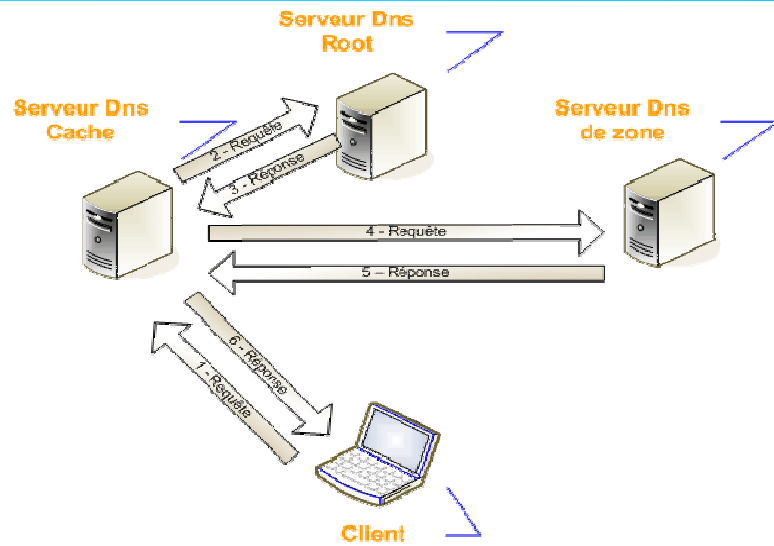 Serveur Dns
Root
Serveur Dns
Cache
Serveur Dns
de zone
2 - Requête
3 - Réponse
4 - Requête
5 – Réponse
6 - Réponse
1 - Requête
Client